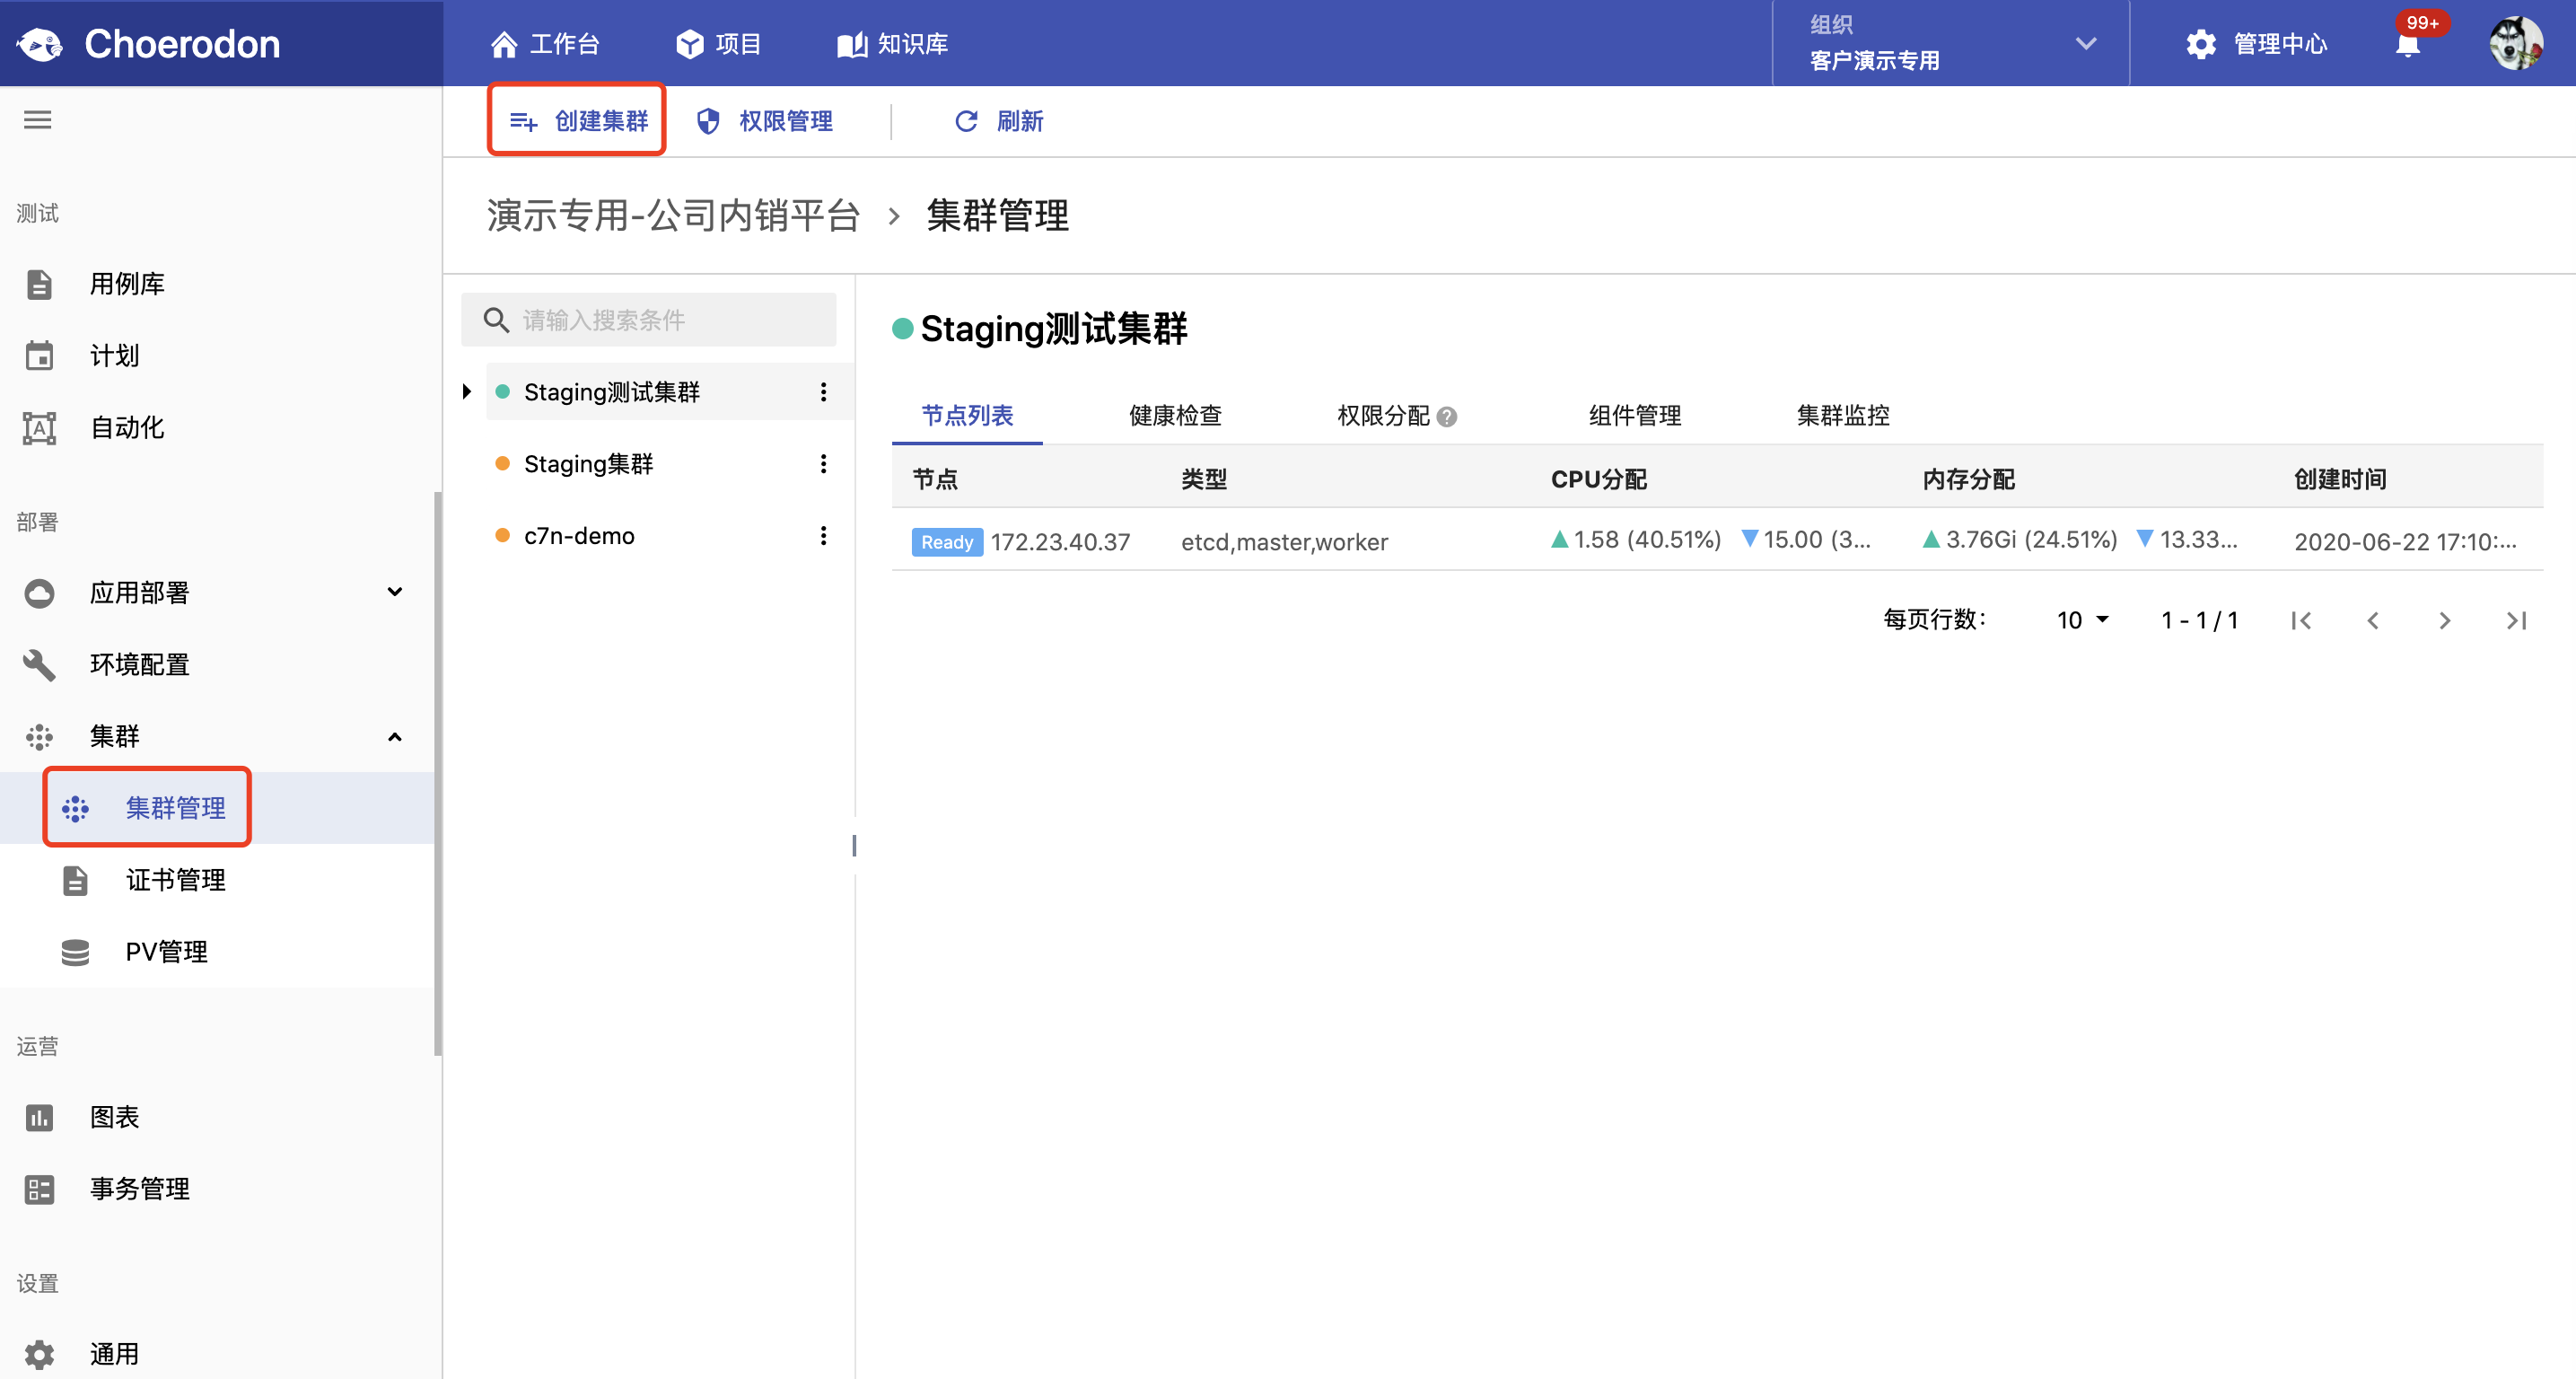 Choerodon
工作台
项目
知识库
组织
客户演示专用
管理中心
99+
创建集群
权限管理
刷新
演示专用-公司内销平台 › 集群管理
测试
用例库
计划
自动化
部署
应用部署
环境配置
集群
集群管理
证书管理
PV管理
运营
图表
事务管理
设置
通用
请输入搜索条件
Staging测试集群
Staging集群
c7n-demo
Staging测试集群
节点列表
健康检查
权限分配
组件管理
集群监控
节点 类型 CPU分配 内存分配 创建时间
Ready 172.23.40.37 etcd,master,worker 1.58 (40.51%) 15.00 (3... 3.76Gi (24.51%) 13.33... 2020-06-22 17:10:...
每页行数: 10 1 - 1 / 1